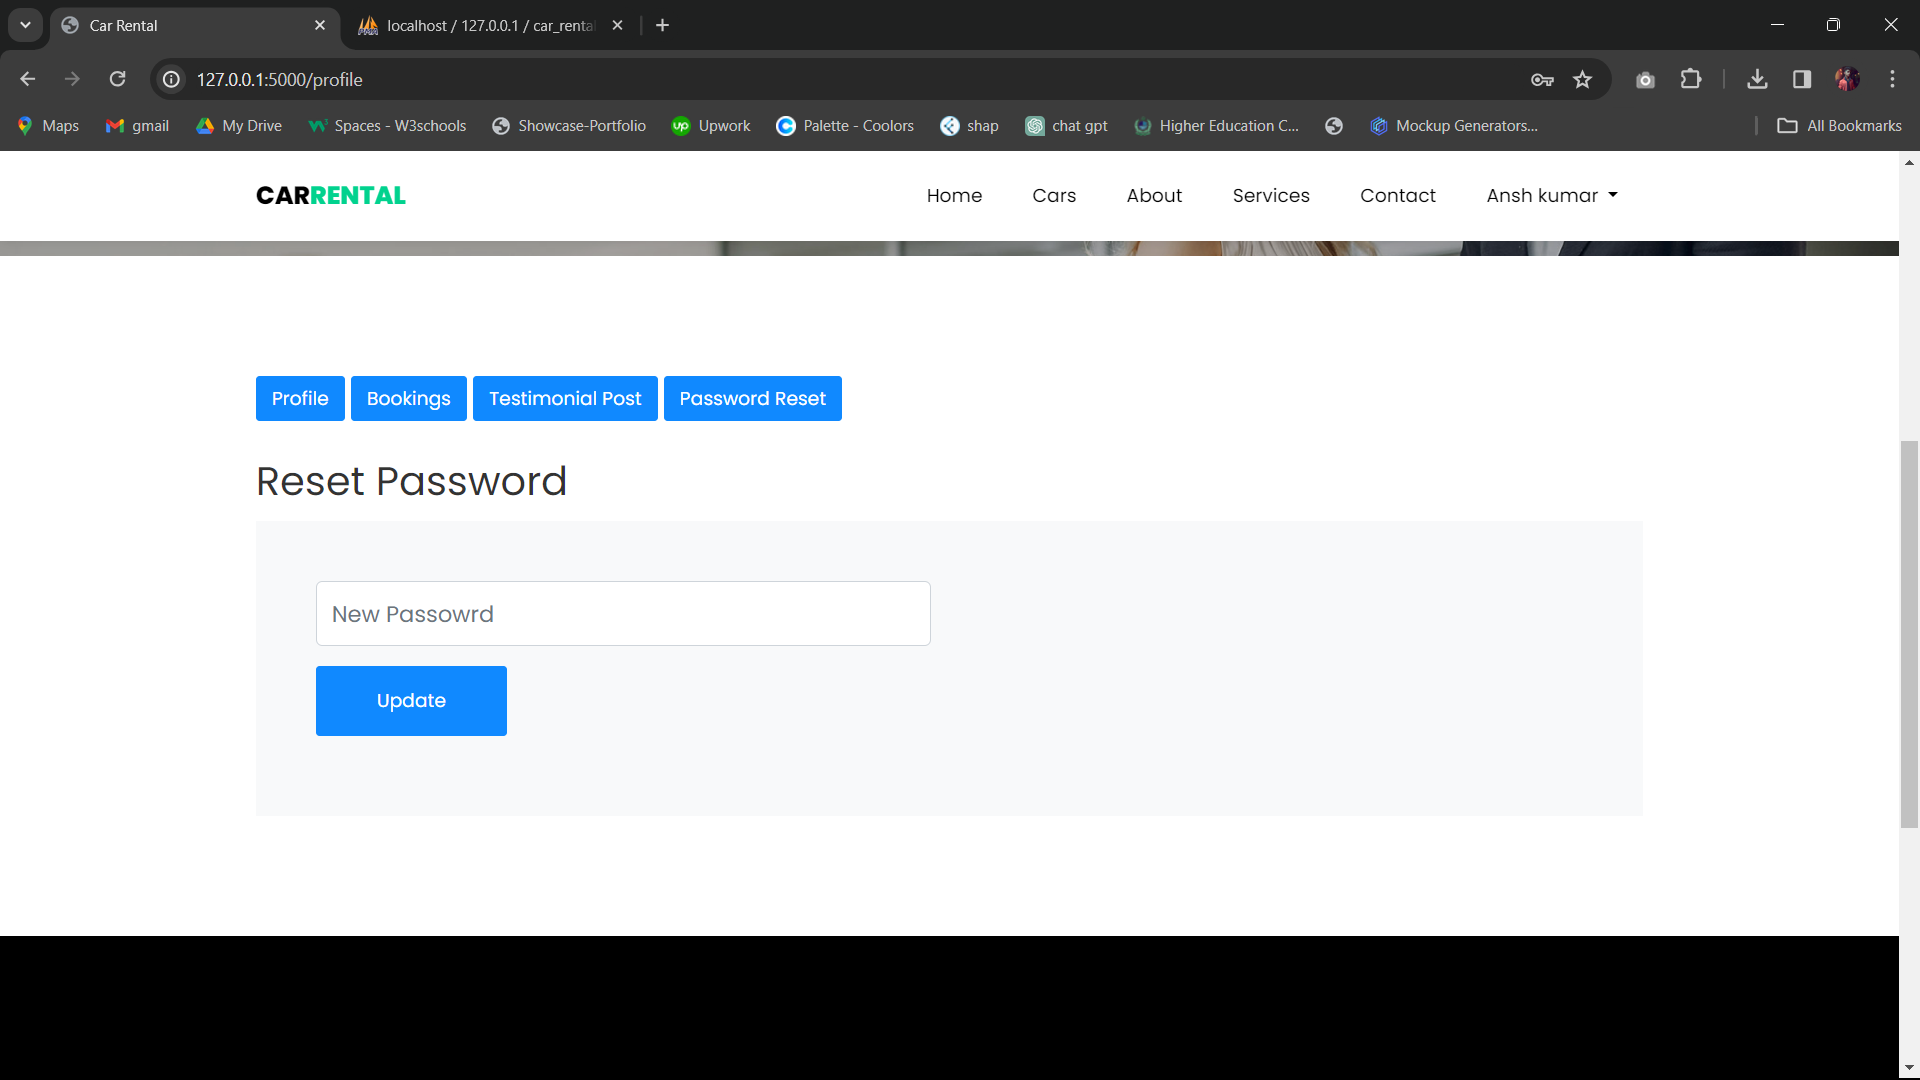 Car Rental
localhost / 127.0.0.1 / car_renta
127.0.0.1:5000/profile
Maps gmail My Drive Spaces - W3schools Showcase-Portfolio Upwork Palette - Coolors shap chat gpt Higher Education C... Mockup Generators... All Bookmarks
CARRENTAL Home Cars About Services Contact Ansh kumar
Profile Bookings Testimonial Post Password Reset
Reset Password
New Passowrd
Update